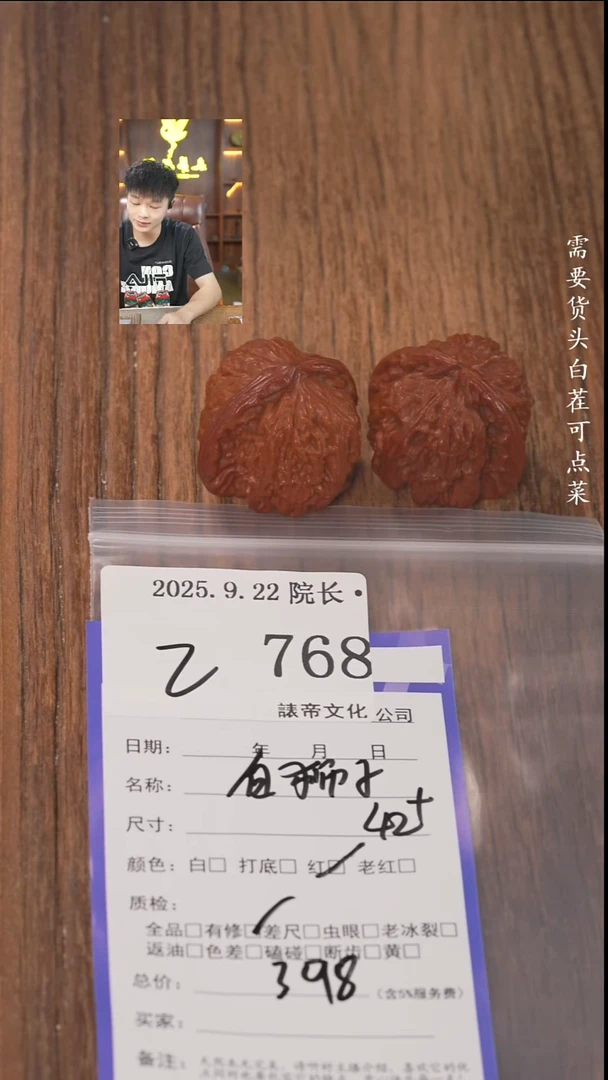 需要货头白茬可点菜
2025.9.22 院长·
乙 768
錶帝文化 公司
日期： 年 月 日
名称： 白狮子
尺寸： 42+
颜色：白□ 打底□ 红☑ 老红□
质检：
全品□有修□差尺□虫眼□老冰裂□
返油□色差□磕碰□断齿□黄□
总价： 398 （含5%服务费）
买家：
备注：